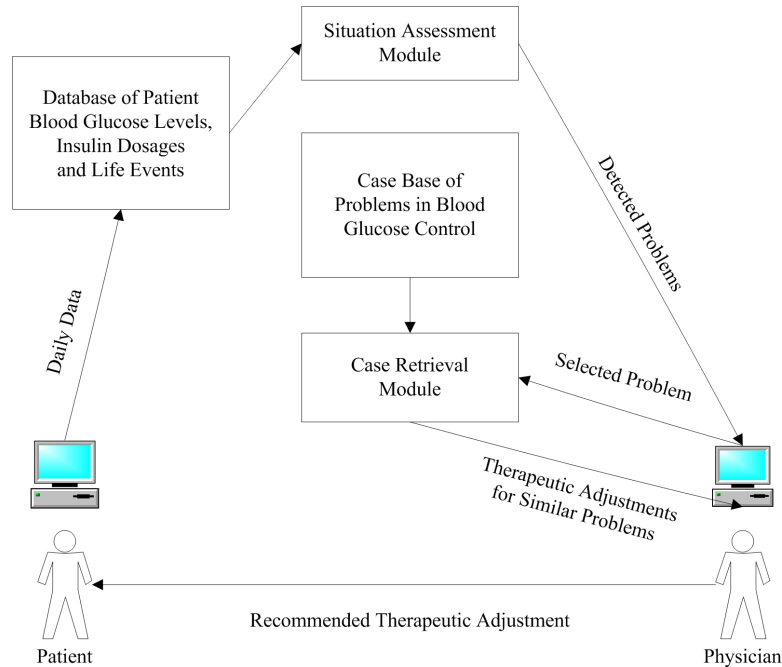 Situation Assessment
Module
Database of Patient
Blood Glucose Levels,
Insulin Dosages
and Life Events
Case Base of
Problems in Blood
Glucose Control
Detected Problems
Daily Data
Case Retrieval
Module
Selected Problem
Therapeutic Adjustments
for Similar Problems
Recommended Therapeutic Adjustment
Patient
Physician